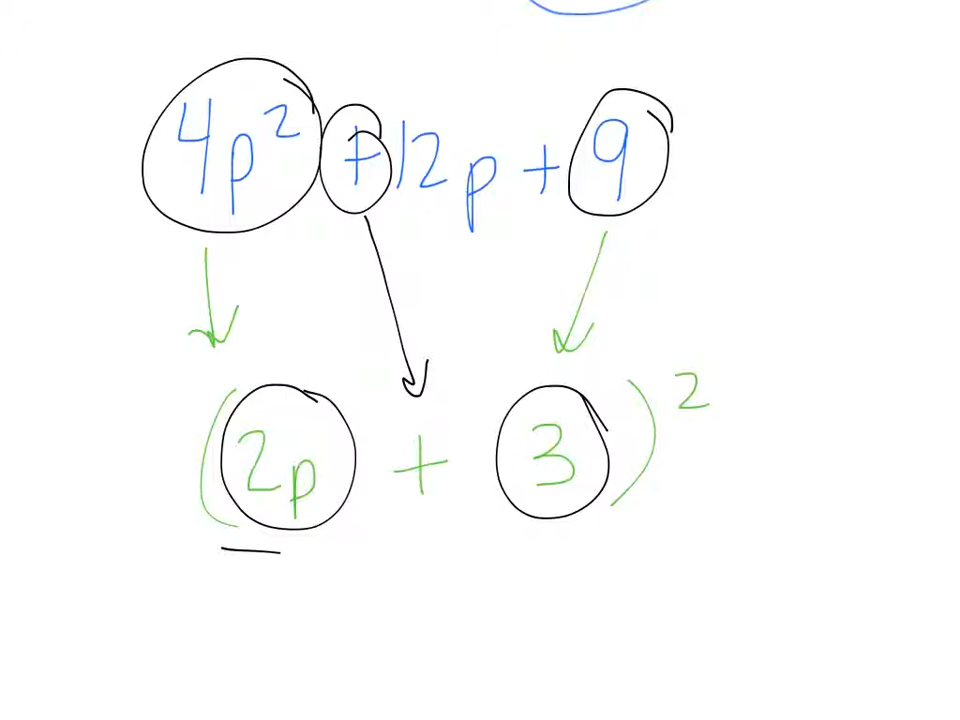 4p² + 12p + 9
(2p + 3)²